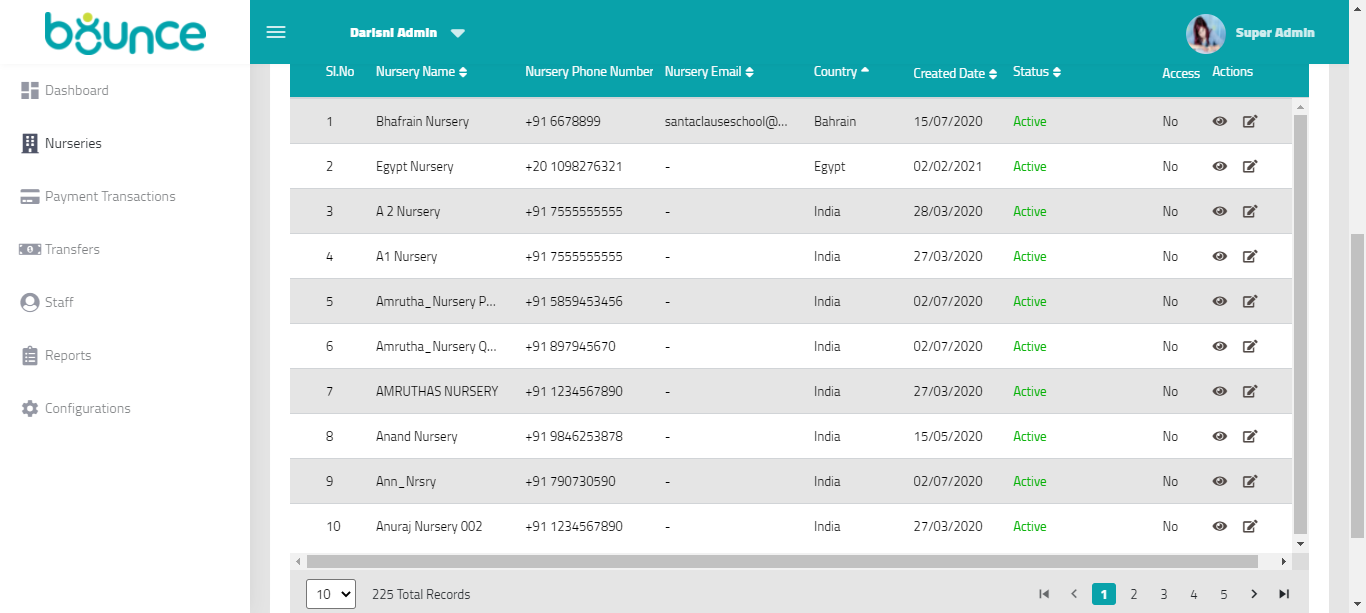 bounce
Darisni Admin
Super Admin
Dashboard
Nurseries
Payment Transactions
Transfers
Staff
Reports
Configurations
Sl.No Nursery Name Nursery Phone Number Nursery Email Country Created Date Status Access Actions
1 Bhafrain Nursery +91 6678899 santaclauseschool@... Bahrain 15/07/2020 Active No
2 Egypt Nursery +20 1098276321 - Egypt 02/02/2021 Active No
3 A 2 Nursery +91 7555555555 - India 28/03/2020 Active No
4 A1 Nursery +91 7555555555 - India 27/03/2020 Active No
5 Amrutha_Nursery P... +91 5859453456 - India 02/07/2020 Active No
6 Amrutha_Nursery Q... +91 897945670 - India 02/07/2020 Active No
7 AMRUTHAS NURSERY +91 1234567890 - India 27/03/2020 Active No
8 Anand Nursery +91 9846253878 - India 15/05/2020 Active No
9 Ann_Nrsry +91 790730590 - India 02/07/2020 Active No
10 Anuraj Nursery 002 +91 1234567890 - India 27/03/2020 Active No
10 225 Total Records 1 2 3 4 5